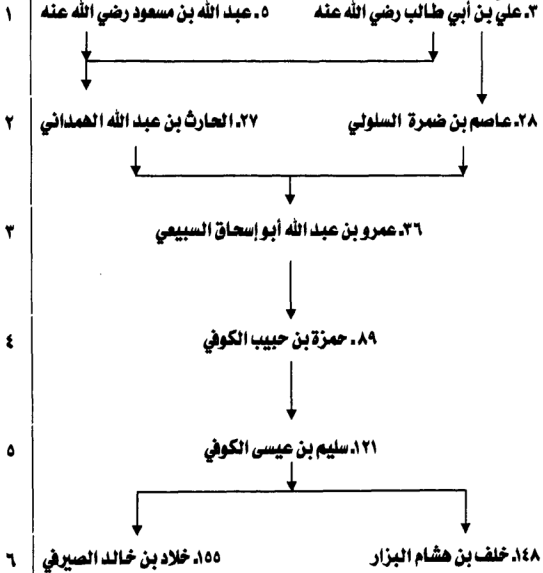 ٣. علي بن أبي طالب رضي الله عنه ٥. عبد الله بن مسعود رضي الله عنه ١
٢٨. عاصم بن ضمرة السلولي ٢٧. الحارث بن عبد الله الهمداني ٢
٣٦. عمرو بن عبد الله أبو إسحاق السبيعي ٣
٨٩. حمزة بن حبيب الكوفي ٤
١٢١. سليم بن عيسى الكوفي ٥
١٤٨. خلف بن هشام البزار ١٥٥. خلاد بن خالد الصيرفي ٦